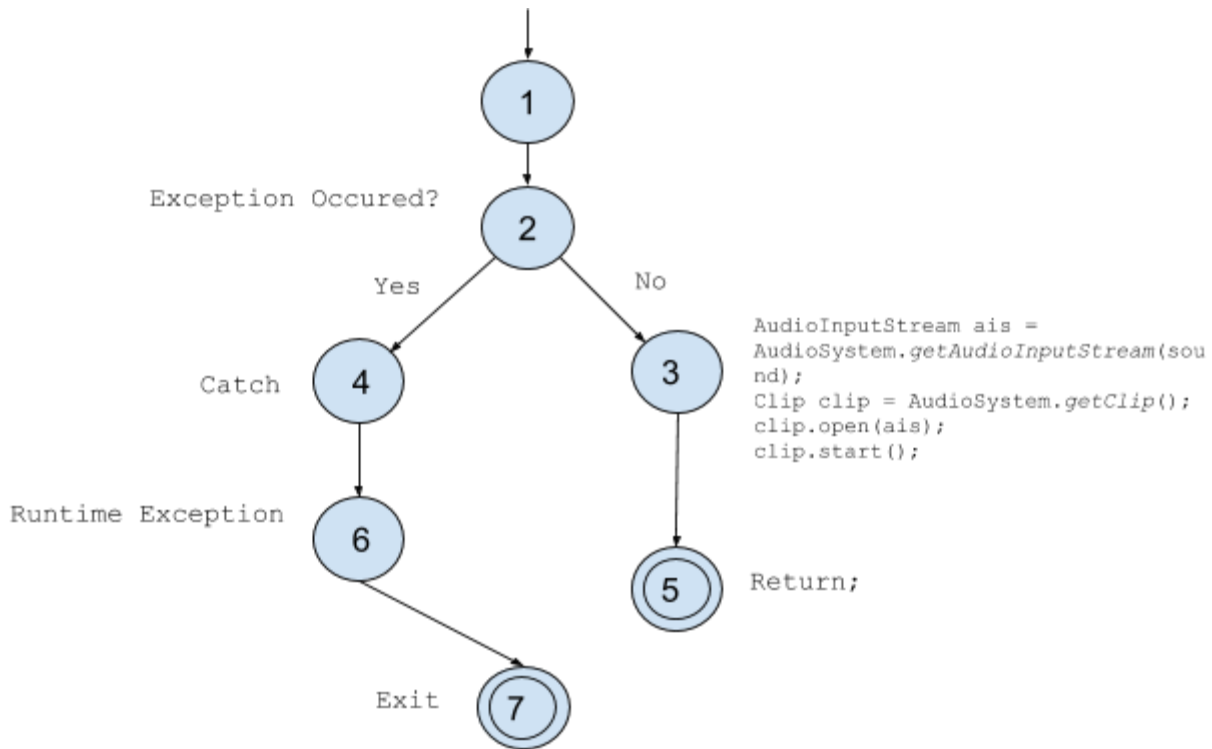 1
Exception Occured?
2
Yes
No
AudioInputStream ais =
AudioSystem.getAudioInputStream(sou
nd);
Clip clip = AudioSystem.getClip();
clip.open(ais);
clip.start();
3
Catch
4
Runtime Exception
6
5
Return;
Exit
7